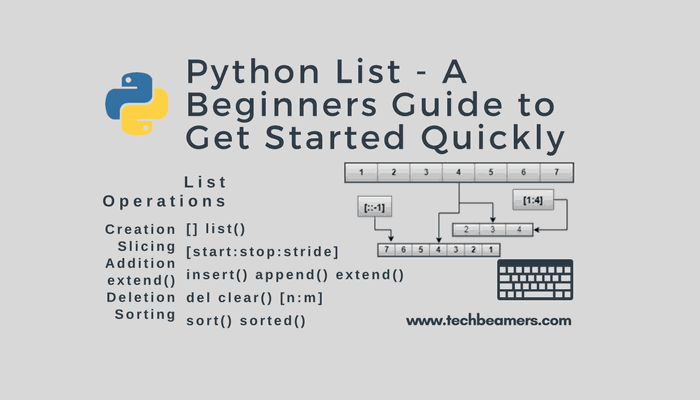 Python List - A
Beginners Guide to
Get Started Quickly
List
Operations
Creation
Slicing
Addition
extend()
Deletion
Sorting
[] list()
[start:stop:stride]
insert() append() extend()
del clear() [n:m]
sort() sorted()
1 2 3 4 5 6 7
[::-1]
[1:4]
2 3 4
7 6 5 4 3 2 1
www.techbeamers.com